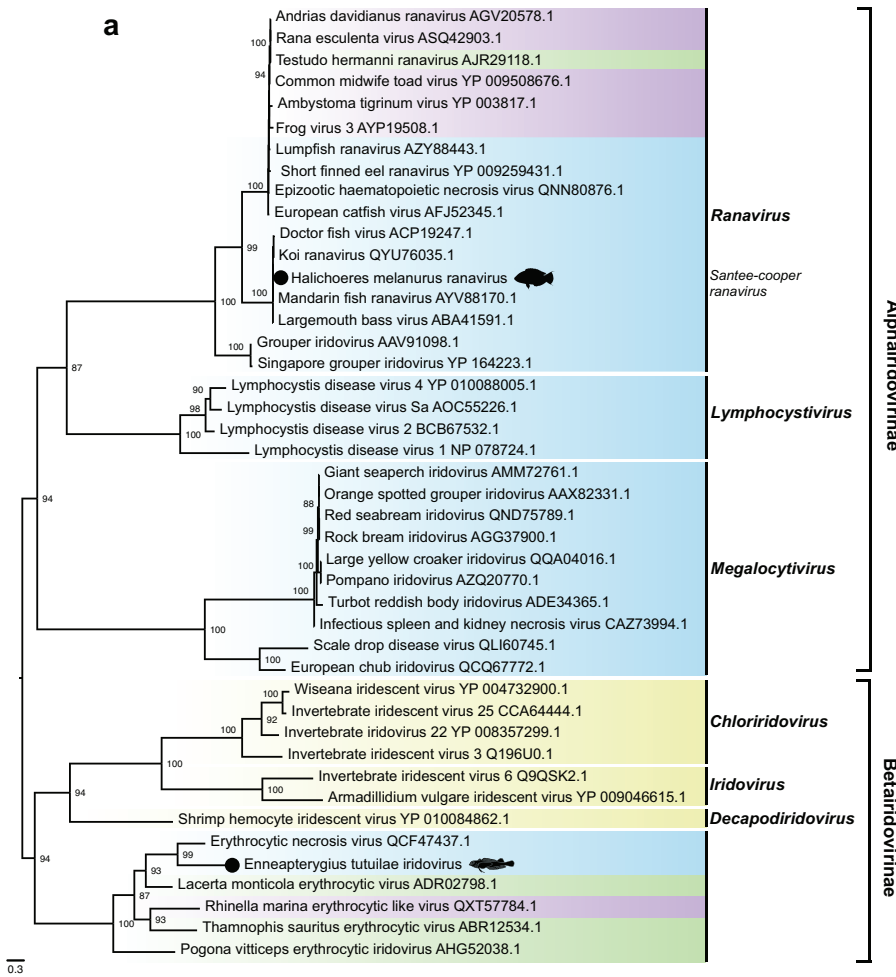 a
Andrias davidianus ranavirus AGV20578.1
Rana esculenta virus ASQ42903.1
100
Testudo hermanni ranavirus AJR29118.1
94
Common midwife toad virus YP 009508676.1
Ambystoma tigrinum virus YP 003817.1
Frog virus 3 AYP19508.1
Lumpfish ranavirus AZY88443.1
Short finned eel ranavirus YP 009259431.1
100
Epizootic haematopoietic necrosis virus QNN80876.1
European catfish virus AFJ52345.1
Ranavirus
Doctor fish virus ACP19247.1
99
Koi ranavirus QYU76035.1
Halichoeres melanurus ranavirus
Santee-cooper
ranavirus
100
100
Mandarin fish ranavirus AYV88170.1
Largemouth bass virus ABA41591.1
Grouper iridovirus AAV91098.1
100
Singapore grouper iridovirus YP 164223.1
87
Lymphocystis disease virus 4 YP 010088005.1
90
Lymphocystis disease virus Sa AOC55226.1
98
Lymphocystivirus
Lymphocystis disease virus 2 BCB67532.1
100
Lymphocystis disease virus 1 NP 078724.1
Alphairidovirinae
Giant seaperch iridovirus AMM72761.1
Orange spotted grouper iridovirus AAX82331.1
94
88
Red seabream iridovirus QND75789.1
99
Rock bream iridovirus AGG37900.1
Large yellow croaker iridovirus QQA04016.1
100
Megalocytivirus
Pompano iridovirus AZQ20770.1
100
Turbot reddish body iridovirus ADE34365.1
Infectious spleen and kidney necrosis virus CAZ73994.1
100
Scale drop disease virus QLI60745.1
100
European chub iridovirus QCQ67772.1
Wiseana iridescent virus YP 004732900.1
100
Invertebrate iridescent virus 25 CCA64444.1
92
Chloriridovirus
100
Invertebrate iridovirus 22 YP 008357299.1
Invertebrate iridescent virus 3 Q196U0.1
100
Invertebrate iridescent virus 6 Q9QSK2.1
100
Iridovirus
Armadillidium vulgare iridescent virus YP 009046615.1
94
Shrimp hemocyte iridescent virus YP 010084862.1
Decapodiridovirus
Betairidovirinae
Erythrocytic necrosis virus QCF47437.1
99
94
Enneapterygius tutuilae iridovirus
93
Lacerta monticola erythrocytic virus ADR02798.1
87
Rhinella marina erythrocytic like virus QXT57784.1
93
100
Thamnophis sauritus erythrocytic virus ABR12534.1
Pogona vitticeps erythrocytic iridovirus AHG52038.1
0.3